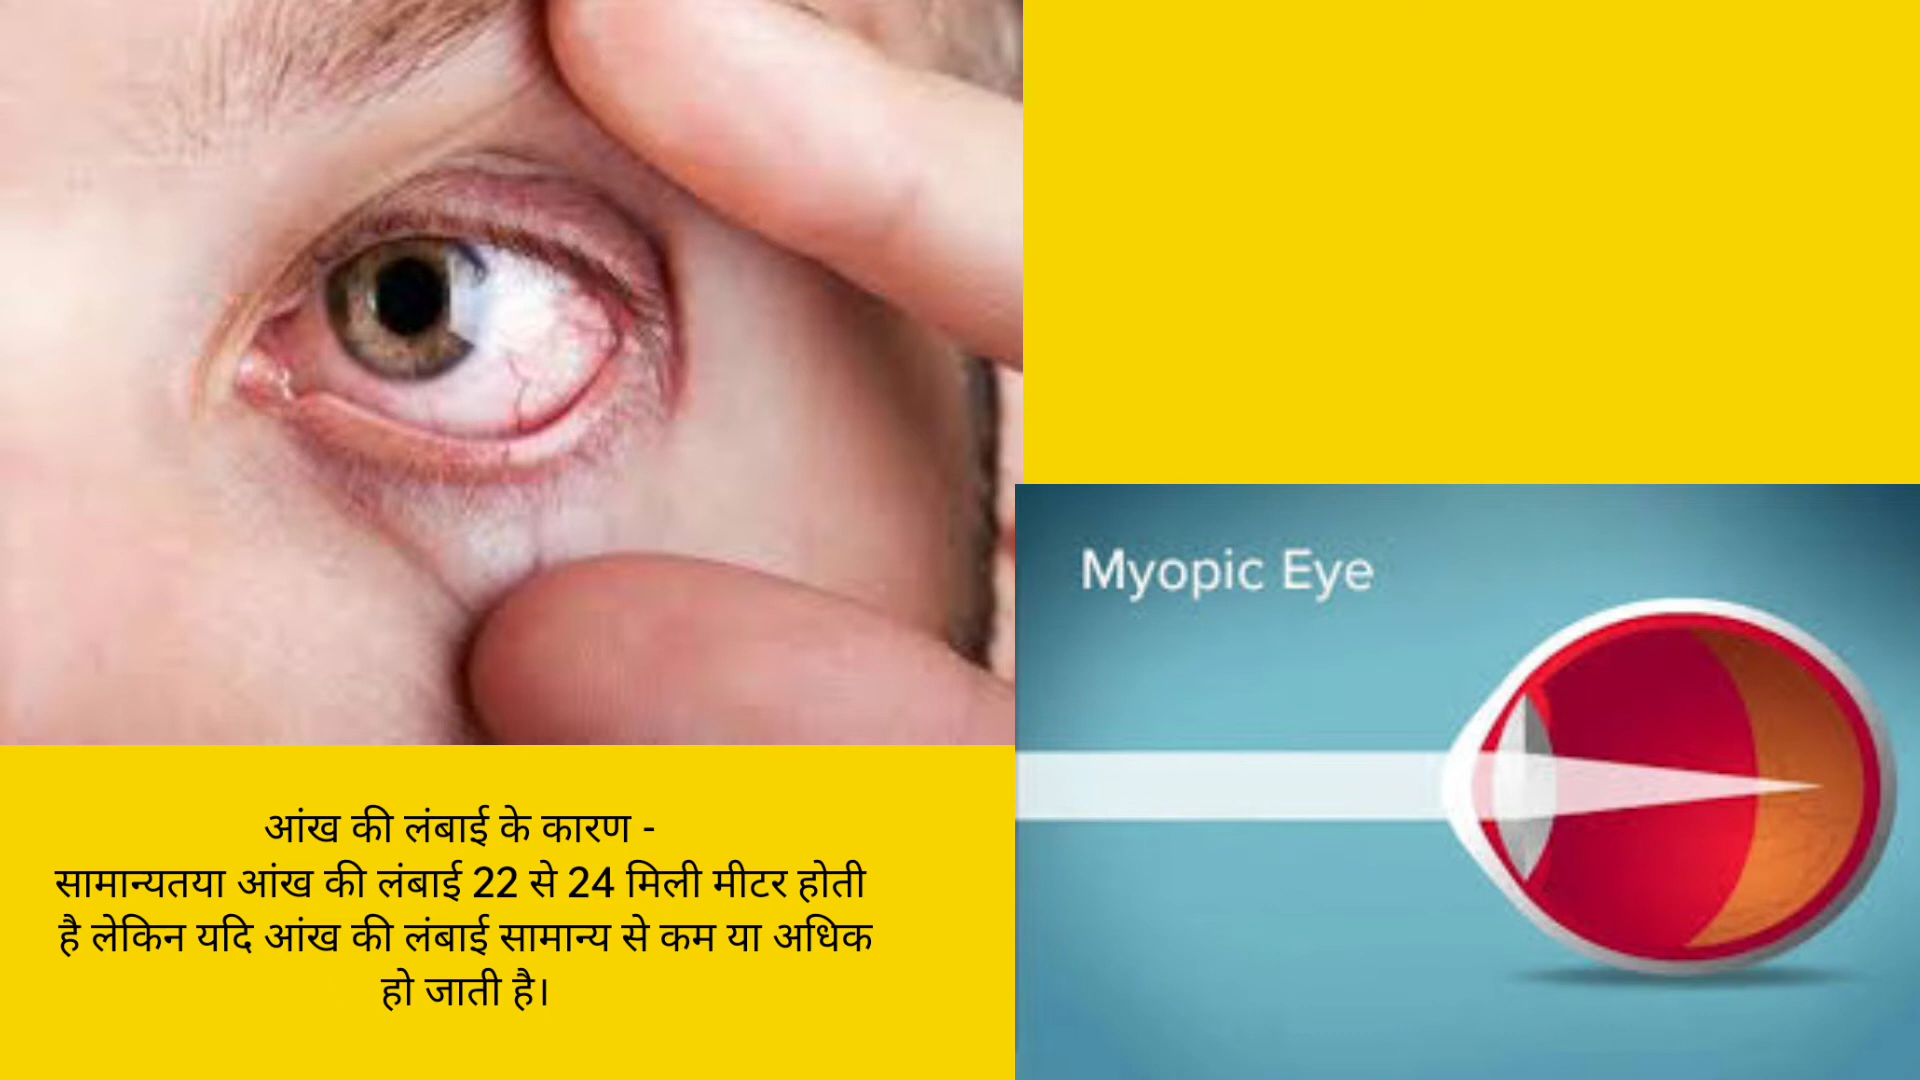 Myopic Eye
आंख की लंबाई के कारण -
सामान्यतया आंख की लंबाई 22 से 24 मिली मीटर होती
है लेकिन यदि आंख की लंबाई सामान्य से कम या अधिक
हो जाती है।